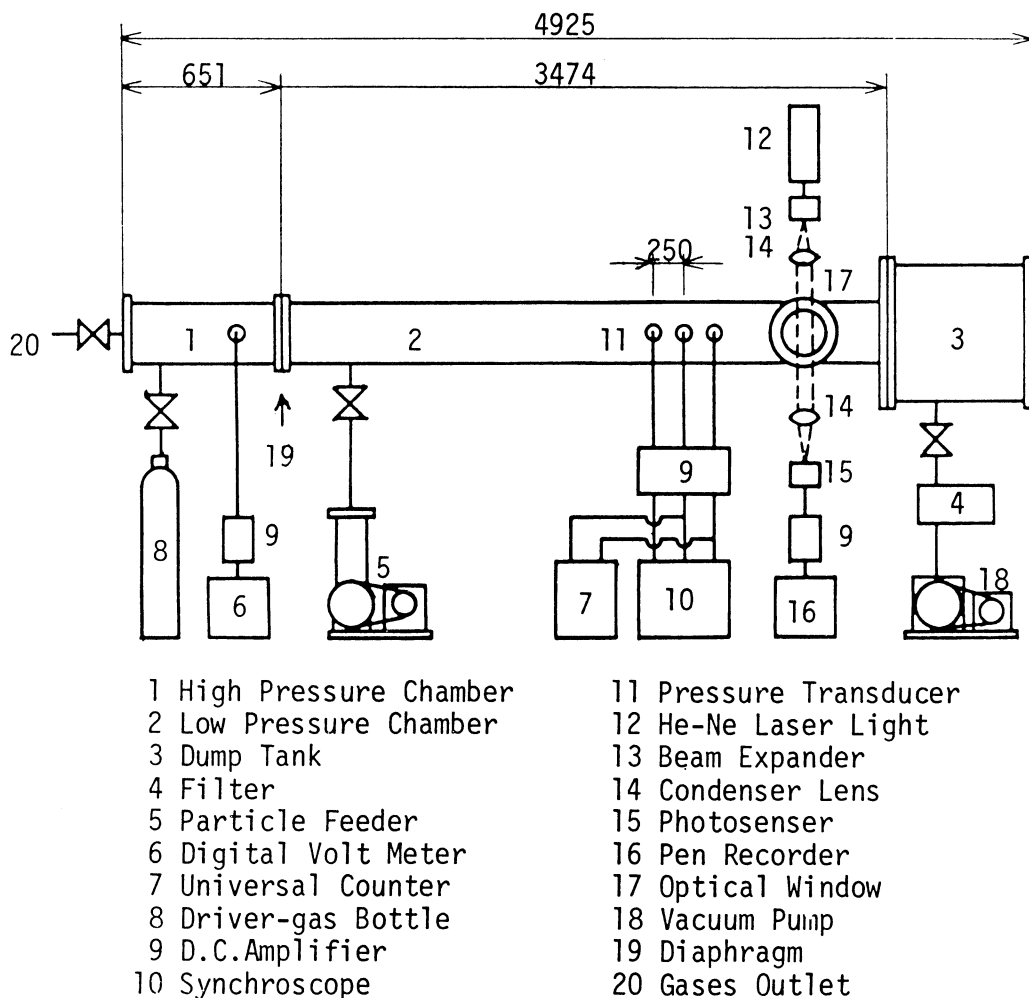 4925
651
3474
12
13
14
250
17
20
1
2
11
3
19
14
9
15
4
8
9
5
9
18
6
7
10
16
1 High Pressure Chamber
2 Low Pressure Chamber
3 Dump Tank
4 Filter
5 Particle Feeder
6 Digital Volt Meter
7 Universal Counter
8 Driver-gas Bottle
9 D.C.Amplifier
10 Synchroscope
11 Pressure Transducer
12 He-Ne Laser Light
13 Beam Expander
14 Condenser Lens
15 Photosenser
16 Pen Recorder
17 Optical Window
18 Vacuum Pump
19 Diaphragm
20 Gases Outlet